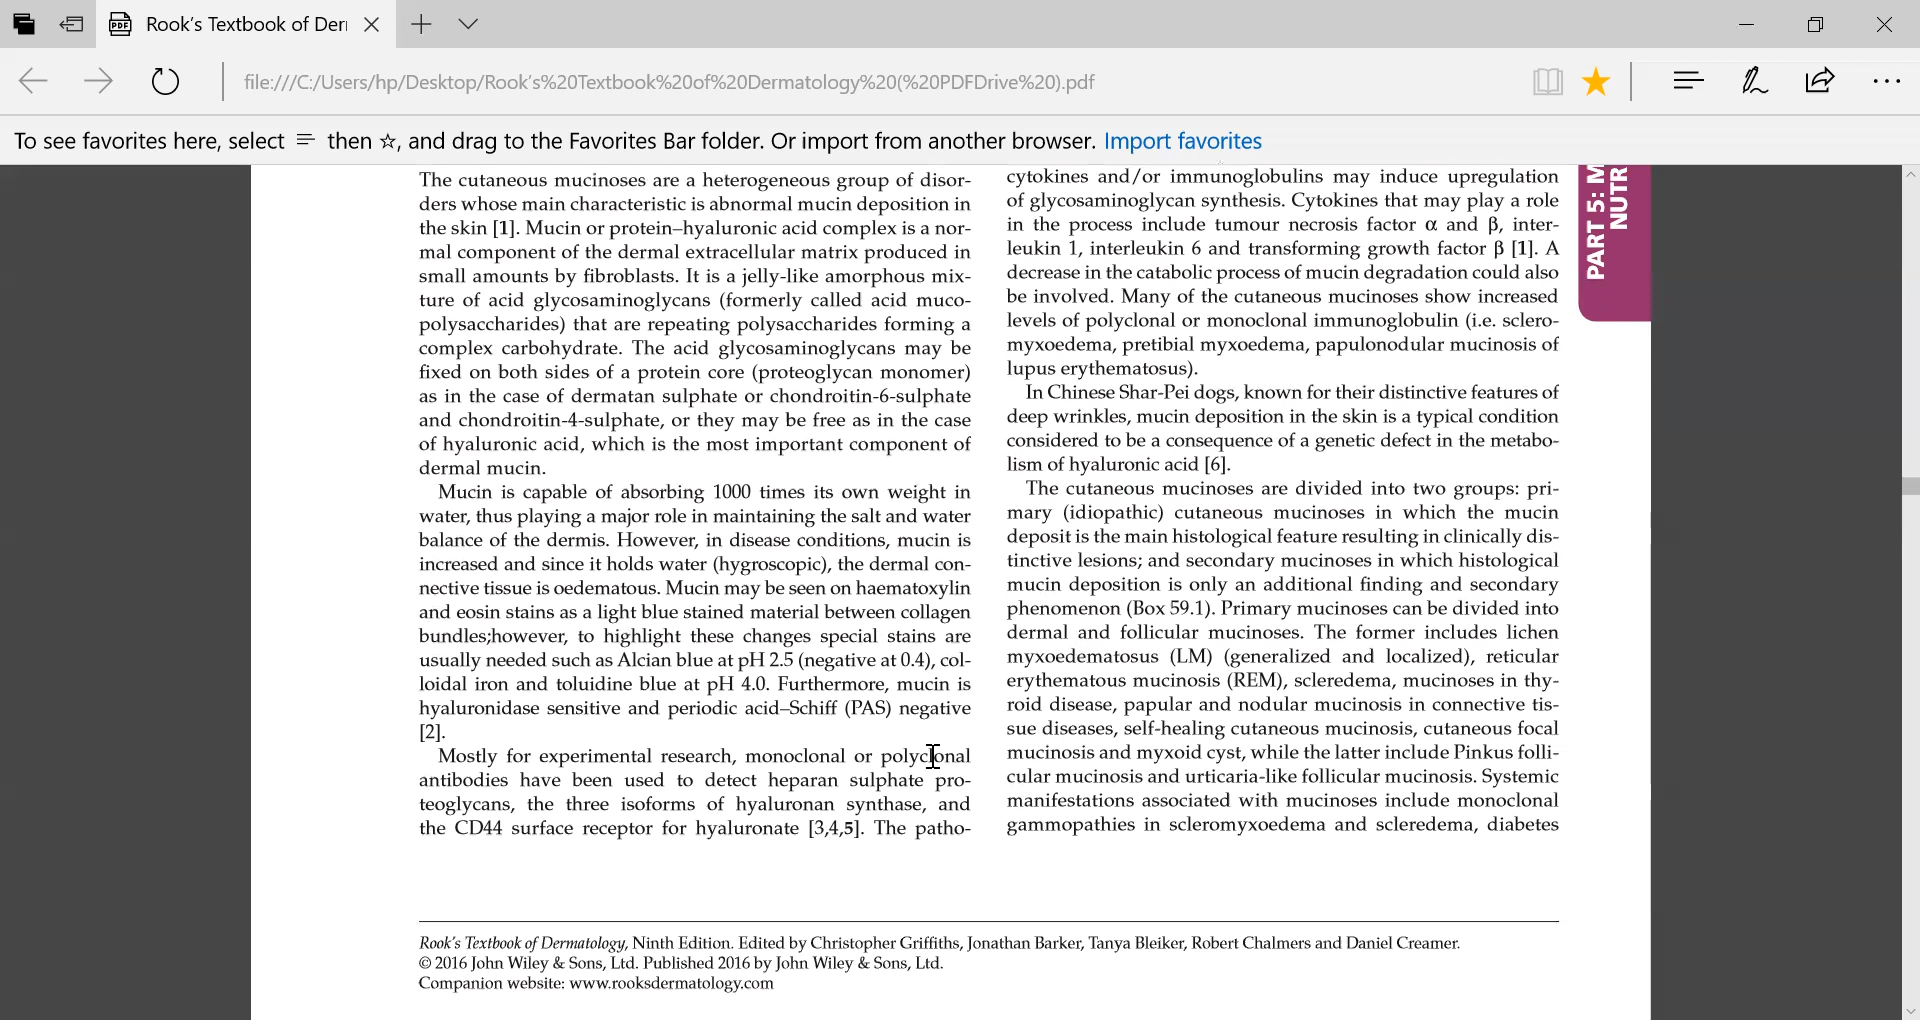 Rook's Textbook of Der
file:///C:/Users/hp/Desktop/Rook's%20Textbook%20of%20Dermatology%20(%20PDFDrive%20).pdf
To see favorites here, select then ☆, and drag to the Favorites Bar folder. Or import from another browser. Import favorites
The cutaneous mucinoses are a heterogeneous group of disor-
ders whose main characteristic is abnormal mucin deposition in
the skin [1]. Mucin or protein–hyaluronic acid complex is a nor-
mal component of the dermal extracellular matrix produced in
small amounts by fibroblasts. It is a jelly-like amorphous mix-
ture of acid glycosaminoglycans (formerly called acid muco-
polysaccharides) that are repeating polysaccharides forming a
complex carbohydrate. The acid glycosaminoglycans may be
fixed on both sides of a protein core (proteoglycan monomer)
as in the case of dermatan sulphate or chondroitin-6-sulphate
and chondroitin-4-sulphate, or they may be free as in the case
of hyaluronic acid, which is the most important component of
dermal mucin.
Mucin is capable of absorbing 1000 times its own weight in
water, thus playing a major role in maintaining the salt and water
balance of the dermis. However, in disease conditions, mucin is
increased and since it holds water (hygroscopic), the dermal con-
nective tissue is oedematous. Mucin may be seen on haematoxylin
and eosin stains as a light blue stained material between collagen
bundles;however, to highlight these changes special stains are
usually needed such as Alcian blue at pH 2.5 (negative at 0.4), col-
loidal iron and toluidine blue at pH 4.0. Furthermore, mucin is
hyaluronidase sensitive and periodic acid–Schiff (PAS) negative
[2].
Mostly for experimental research, monoclonal or polyclonal
antibodies have been used to detect heparan sulphate pro-
teoglycans, the three isoforms of hyaluronan synthase, and
the CD44 surface receptor for hyaluronate [3,4,5]. The patho-
cytokines and/or immunoglobulins may induce upregulation
of glycosaminoglycan synthesis. Cytokines that may play a role
in the process include tumour necrosis factor α and β, inter-
leukin 1, interleukin 6 and transforming growth factor β [1]. A
decrease in the catabolic process of mucin degradation could also
be involved. Many of the cutaneous mucinoses show increased
levels of polyclonal or monoclonal immunoglobulin (i.e. sclero-
myxoedema, pretibial myxoedema, papulonodular mucinosis of
lupus erythematosus).
In Chinese Shar-Pei dogs, known for their distinctive features of
deep wrinkles, mucin deposition in the skin is a typical condition
considered to be a consequence of a genetic defect in the metabo-
lism of hyaluronic acid [6].
The cutaneous mucinoses are divided into two groups: pri-
mary (idiopathic) cutaneous mucinoses in which the mucin
deposit is the main histological feature resulting in clinically dis-
tinctive lesions; and secondary mucinoses in which histological
mucin deposition is only an additional finding and secondary
phenomenon (Box 59.1). Primary mucinoses can be divided into
dermal and follicular mucinoses. The former includes lichen
myxoedematosus (LM) (generalized and localized), reticular
erythematous mucinosis (REM), scleredema, mucinoses in thy-
roid disease, papular and nodular mucinosis in connective tis-
sue diseases, self-healing cutaneous mucinosis, cutaneous focal
mucinosis and myxoid cyst, while the latter include Pinkus folli-
cular mucinosis and urticaria-like follicular mucinosis. Systemic
manifestations associated with mucinoses include monoclonal
gammopathies in scleromyxoedema and scleredema, diabetes
PART 5: M
NUTR
Rook's Textbook of Dermatology, Ninth Edition. Edited by Christopher Griffiths, Jonathan Barker, Tanya Bleiker, Robert Chalmers and Daniel Creamer.
© 2016 John Wiley & Sons, Ltd. Published 2016 by John Wiley & Sons, Ltd.
Companion website: www.rooksdermatology.com